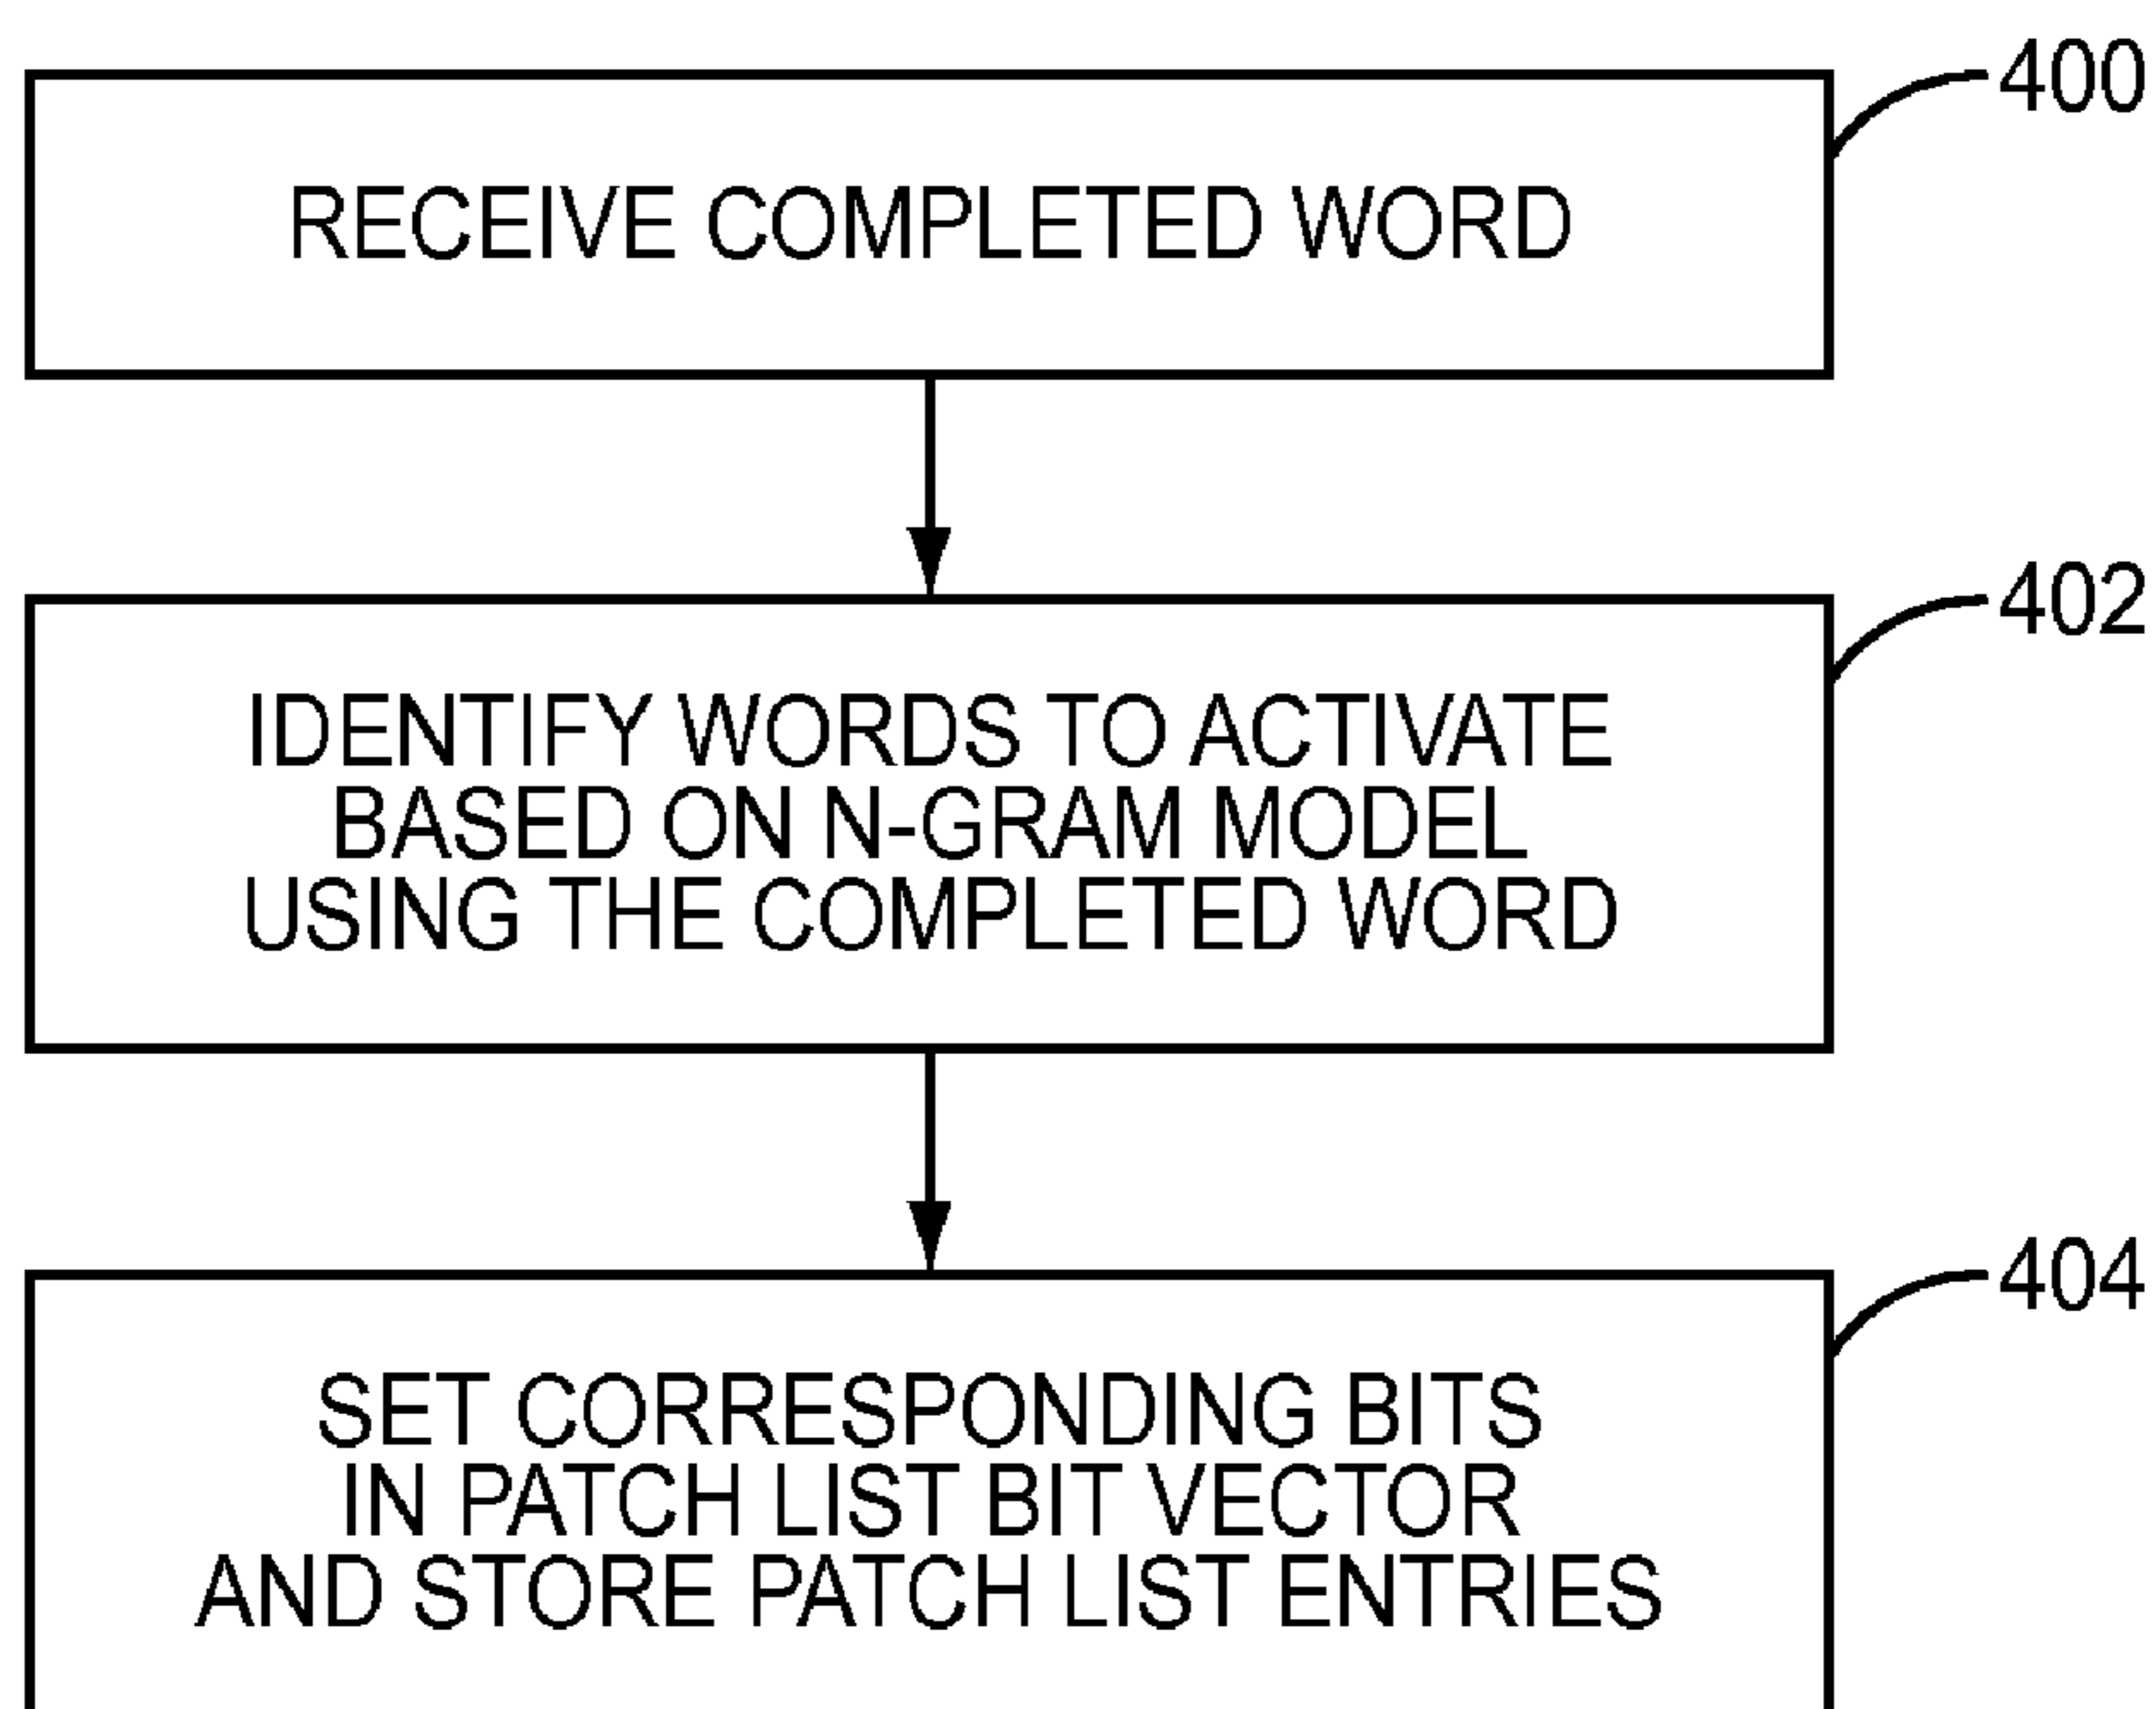 400
RECEIVE COMPLETED WORD
402
IDENTIFY WORDS TO ACTIVATE
BASED ON N-GRAM MODEL
USING THE COMPLETED WORD
404
SET CORRESPONDING BITS
IN PATCH LIST BIT VECTOR
AND STORE PATCH LIST ENTRIES